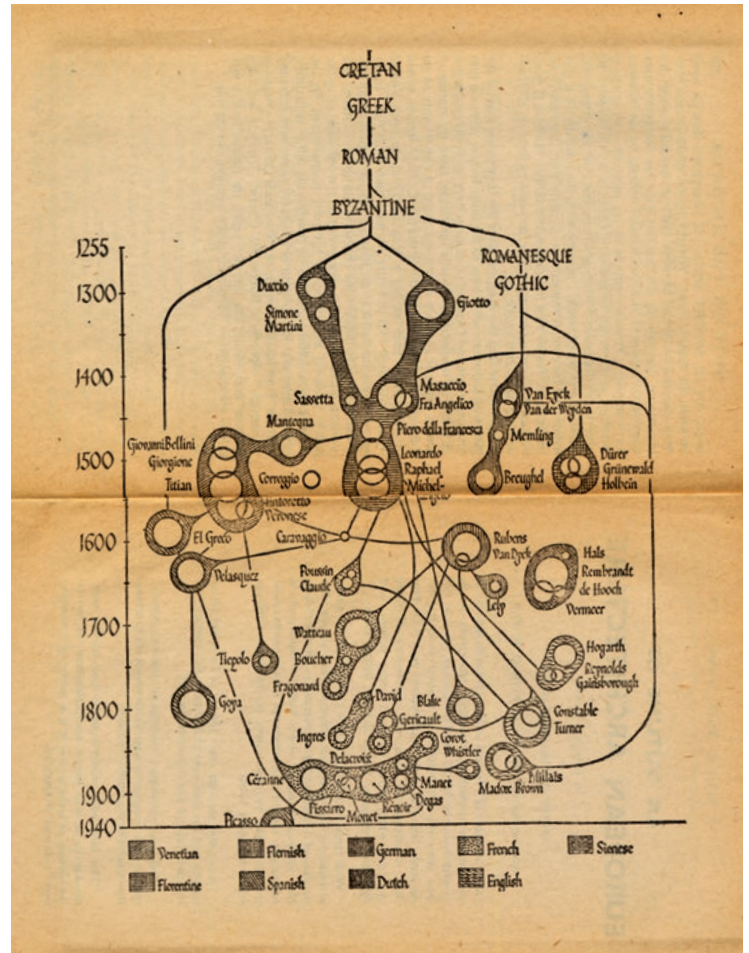 CRETAN
GREEK
ROMAN
BYZANTINE
1255
ROMANESQUE
GOTHIC
1300
Duccio
Simone
Martini
Giotto
1400
Sassetta
Masaccio
Fra Angelico
Van Eyck
Van der Weyden
Mantegna
Piero della Francesca
Memling
Giovanni Bellini
Giorgione
Titian
1500
Correggio
Leonardo
Raphael
Michel-
Breughel
Dürer
Grünewald
Holbein
Tintoretto
Veronese
1600
El Greco
Caravaggio
Rubens
Van Dyck
Hals
Rembrandt
de Hooch
Vermeer
Velasquez
Poussin
Claude
Lely
1700
Watteau
Boucher
Fragonard
Tiepolo
Hogarth
Reynolds
Gainsborough
1800
Goya
David
Ingres
Gericault
Delacroix
Blake
Constable
Turner
Corot
Whistler
Cézanne
Manet
Degas
Millais
Madox Brown
1900
Pissarro
Monet
Renoir
1940
Picasso
Venetian
Flemish
German
French
Sienese
Florentine
Spanish
Dutch
English